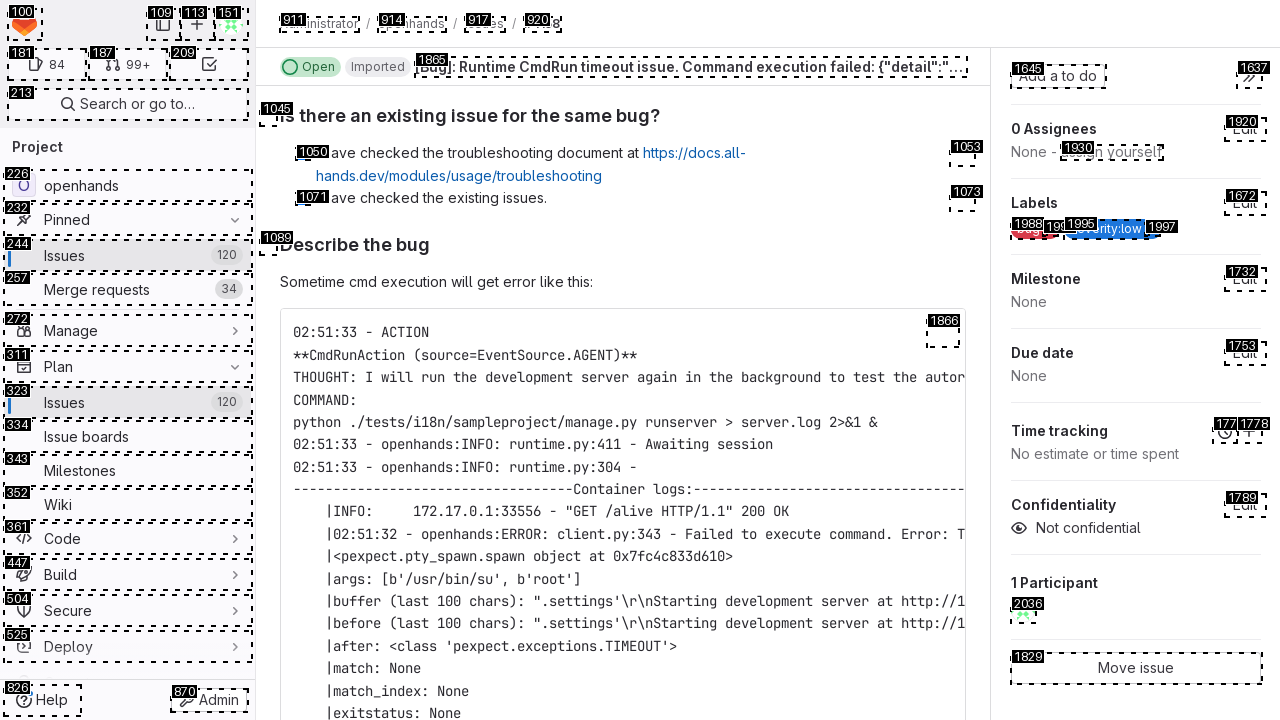 100
109
113
151
181
84
187
99+
209
213
Search or go to…
Project
226
O
openhands
232
Pinned
244
Issues
120
257
Merge requests
34
272
Manage
311
Plan
323
Issues
120
334
Issue boards
343
Milestones
352
Wiki
361
Code
447
Build
504
Secure
525
Deploy
826
Help
870
Admin
911
914
/
917
/
920
/
Open
Imported
1865
[Bug]: Runtime CmdRun timeout issue. Command execution failed: {"detail":"…
1045
Is there an existing issue for the same bug?
1050
ave checked the troubleshooting document at https://docs.all-
hands.dev/modules/usage/troubleshooting
1053
1071
ave checked the existing issues.
1073
1089
Describe the bug
Sometime cmd execution will get error like this:
1866
02:51:33 - ACTION
**CmdRunAction (source=EventSource.AGENT)**
THOUGHT: I will run the development server again in the background to test the autor
COMMAND:
python ./tests/i18n/sampleproject/manage.py runserver > server.log 2>&1 &
02:51:33 - openhands:INFO: runtime.py:411 - Awaiting session
02:51:33 - openhands:INFO: runtime.py:304 -
-----------------------------------Container logs:----------------------------------
|INFO:     172.17.0.1:33556 - "GET /alive HTTP/1.1" 200 OK
|02:51:32 - openhands:ERROR: client.py:343 - Failed to execute command. Error: T
|<pexpect.pty_spawn.spawn object at 0x7fc4c833d610>
|args: [b'/usr/bin/su', b'root']
|buffer (last 100 chars): ".settings'\r\nStarting development server at http://1
|before (last 100 chars): ".settings'\r\nStarting development server at http://1
|after: <class 'pexpect.exceptions.TIMEOUT'>
|match: None
|match_index: None
|exitstatus: None
1645
Add a to do
1637
0 Assignees
1920
Edit
None -
1930
assign yourself
Labels
1672
Edit
1988
1995
severity:low
1997
Milestone
1732
Edit
None
Due date
1753
Edit
None
Time tracking
177
1778
No estimate or time spent
Confidentiality
1789
Edit
Not confidential
1 Participant
2036
1829
Move issue